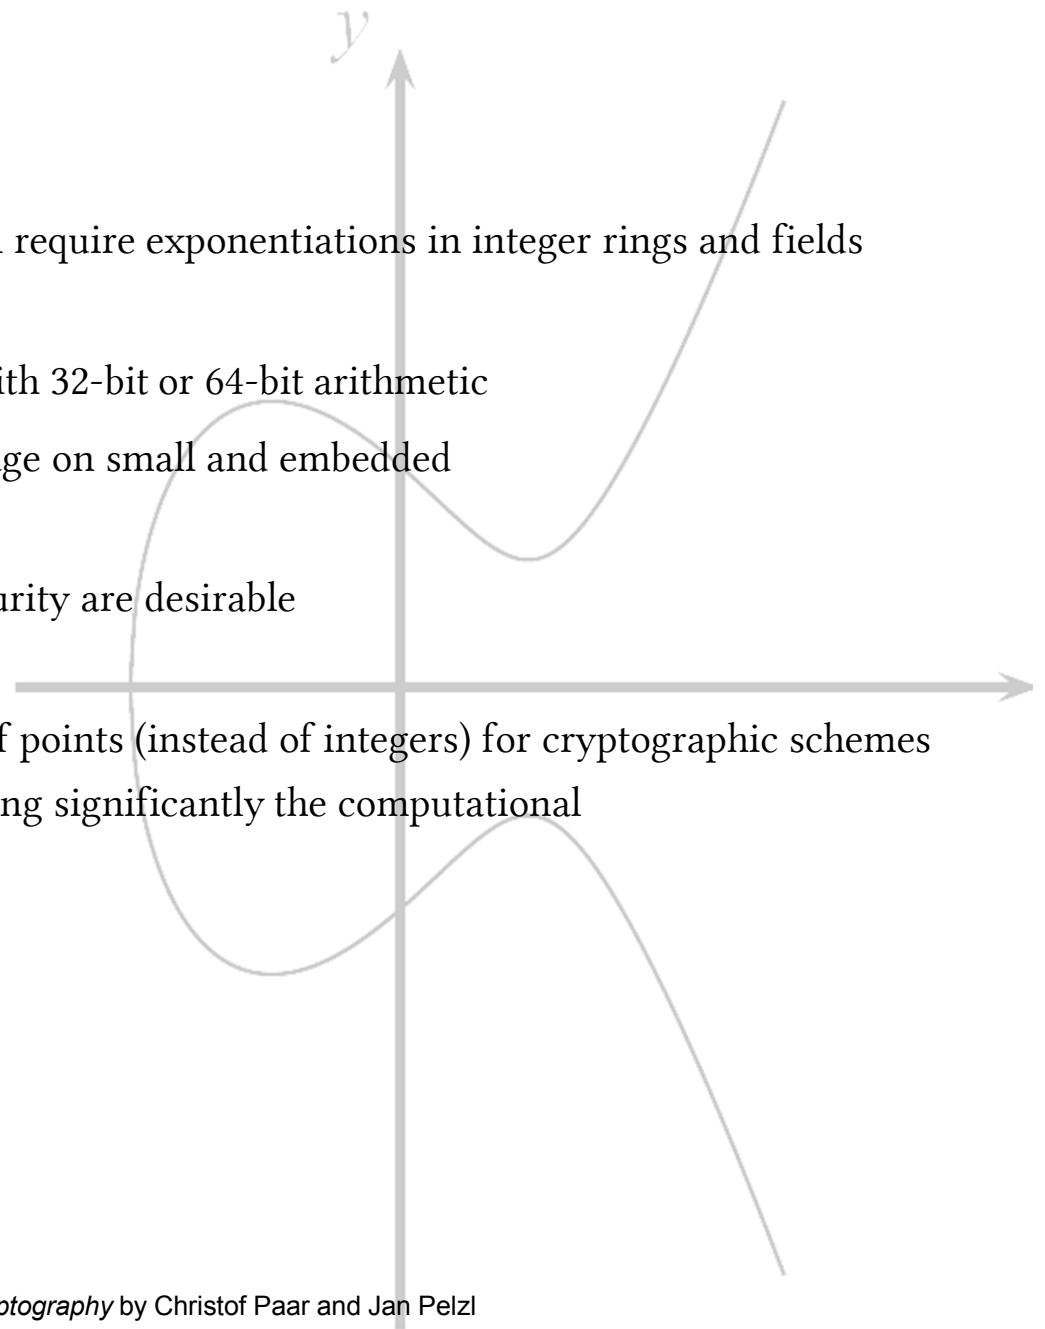 y
require exponentiations in integer rings and fields
ith 32-bit or 64-bit arithmetic
ge on small and embedded
urity are desirable
f points (instead of integers) for cryptographic schemes
ng significantly the computational
ptography by Christof Paar and Jan Pelzl